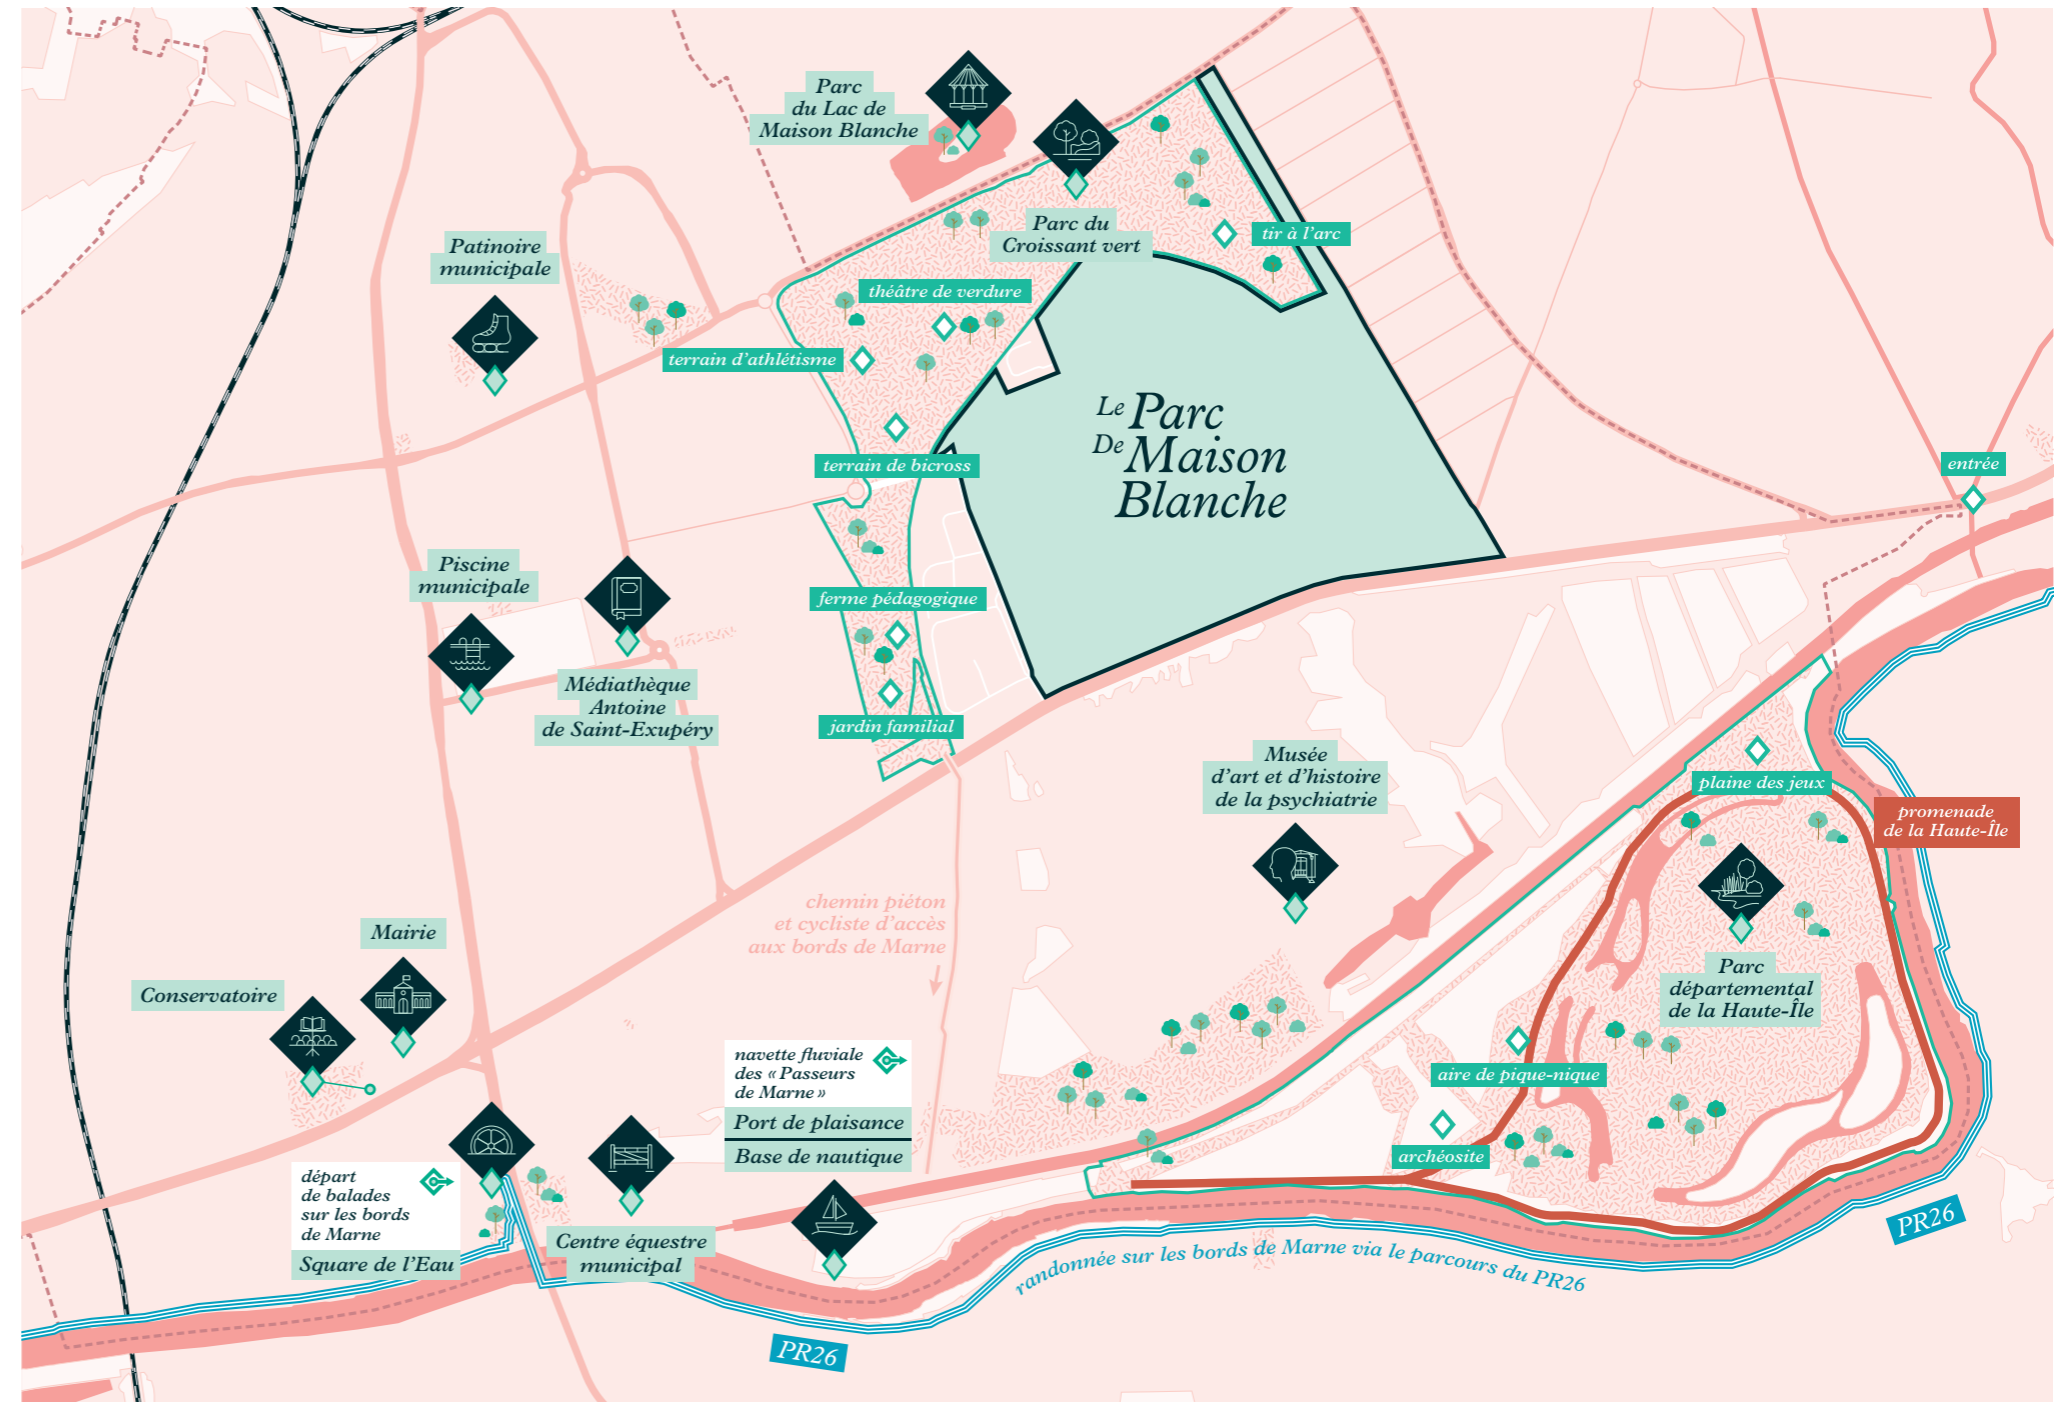 Parc
du Lac de
Maison Blanche
Parc du
Croissant vert
tir à l'arc
Patinoire
municipale
théâtre de verdure
terrain d'athlétisme
Le Parc
De Maison
Blanche
terrain de bicross
entrée
Piscine
municipale
ferme pédagogique
Médiathèque
Antoine
de Saint-Exupéry
jardin familial
Musée
d'art et d'histoire
de la psychiatrie
plaine des jeux
promenade
de la Haute-Île
chemin piéton
et cycliste d'accès
aux bords de Marne
Mairie
Conservatoire
Parc
départemental
de la Haute-Île
navette fluviale
des « Passeurs
de Marne »
Port de plaisance
Base de nautique
aire de pique-nique
archéosite
départ
de balades
sur les bords
de Marne
Square de l'Eau
Centre équestre
municipal
randonnée sur les bords de Marne via le parcours du PR26
PR26
PR26